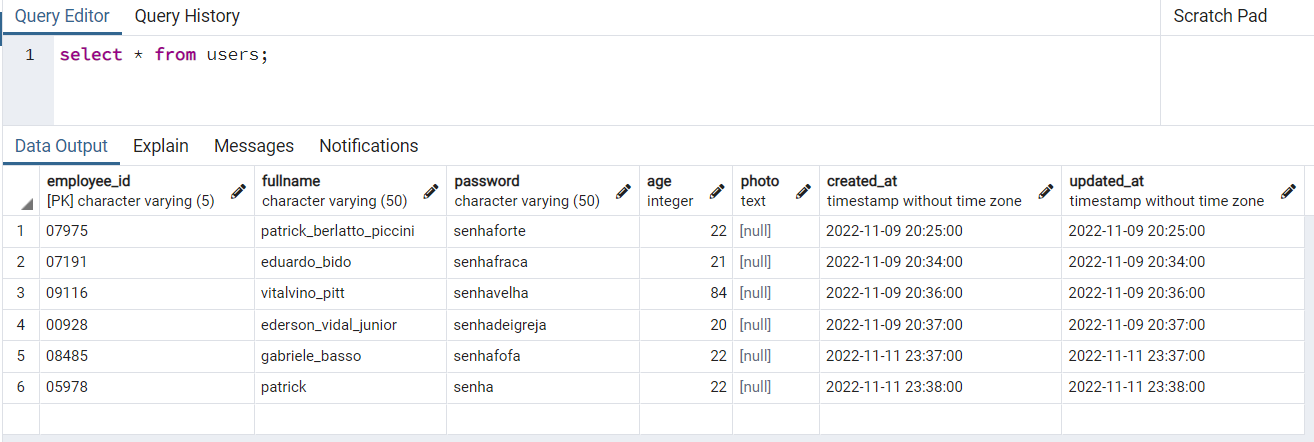 Query Editor Query History Scratch Pad
1 select * from users;
Data Output Explain Messages Notifications
employee_id fullname password age photo created_at updated_at
[PK] character varying (5) character varying (50) character varying (50) integer text timestamp without time zone timestamp without time zone
1 07975 patrick_berlatto_piccini senhaforte 22 [null] 2022-11-09 20:25:00 2022-11-09 20:25:00
2 07191 eduardo_bido senhafraca 21 [null] 2022-11-09 20:34:00 2022-11-09 20:34:00
3 09116 vitalvino_pitt senhavelha 84 [null] 2022-11-09 20:36:00 2022-11-09 20:36:00
4 00928 ederson_vidal_junior senhadeigreja 20 [null] 2022-11-09 20:37:00 2022-11-09 20:37:00
5 08485 gabriele_basso senhafofa 22 [null] 2022-11-11 23:37:00 2022-11-11 23:37:00
6 05978 patrick senha 22 [null] 2022-11-11 23:38:00 2022-11-11 23:38:00